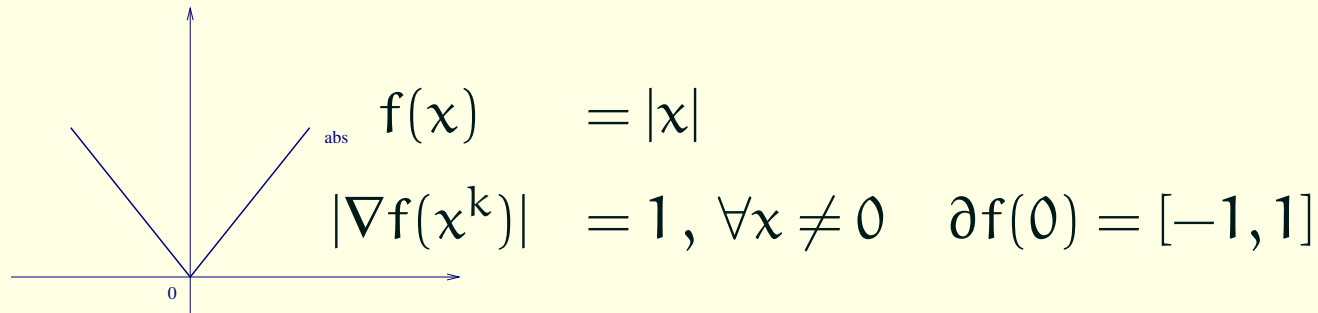 f(x) = |x|
abs
|∇f(x^k)| = 1, ∀x ≠ 0 ∂f(0) = [−1, 1]
0